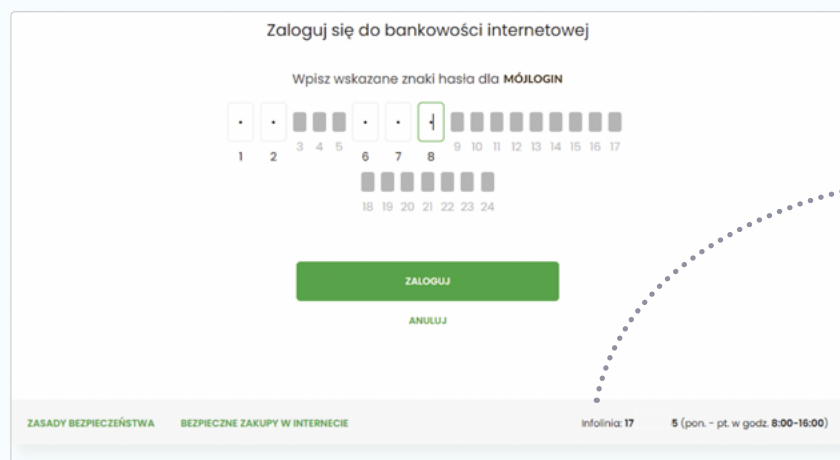 Zaloguj się do bankowości internetowej
Wpisz wskazane znaki hasła dla MÓJLOGIN
1 2 3 4 5 6 7 8 9 10 11 12 13 14 15 16 17
18 19 20 21 22 23 24
ZALOGUJ
ANULUJ
ZASADY BEZPIECZEŃSTWA BEZPIECZNE ZAKUPY W INTERNECIE Infolinia: 17 5 (pon. - pt. w godz. 8:00-16:00)